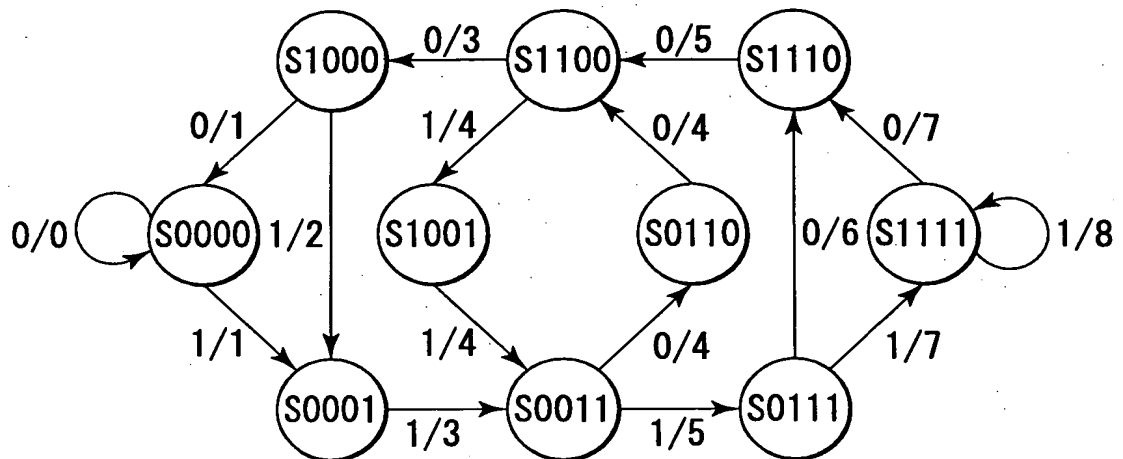 S1000 0/3 S1100 0/5 S1110
0/1 1/4 0/4 0/7
0/0 S0000 1/2 S1001 S0110 0/6 S1111 1/8
1/1 1/4 0/4 1/7
S0001 1/3 S0011 1/5 S0111